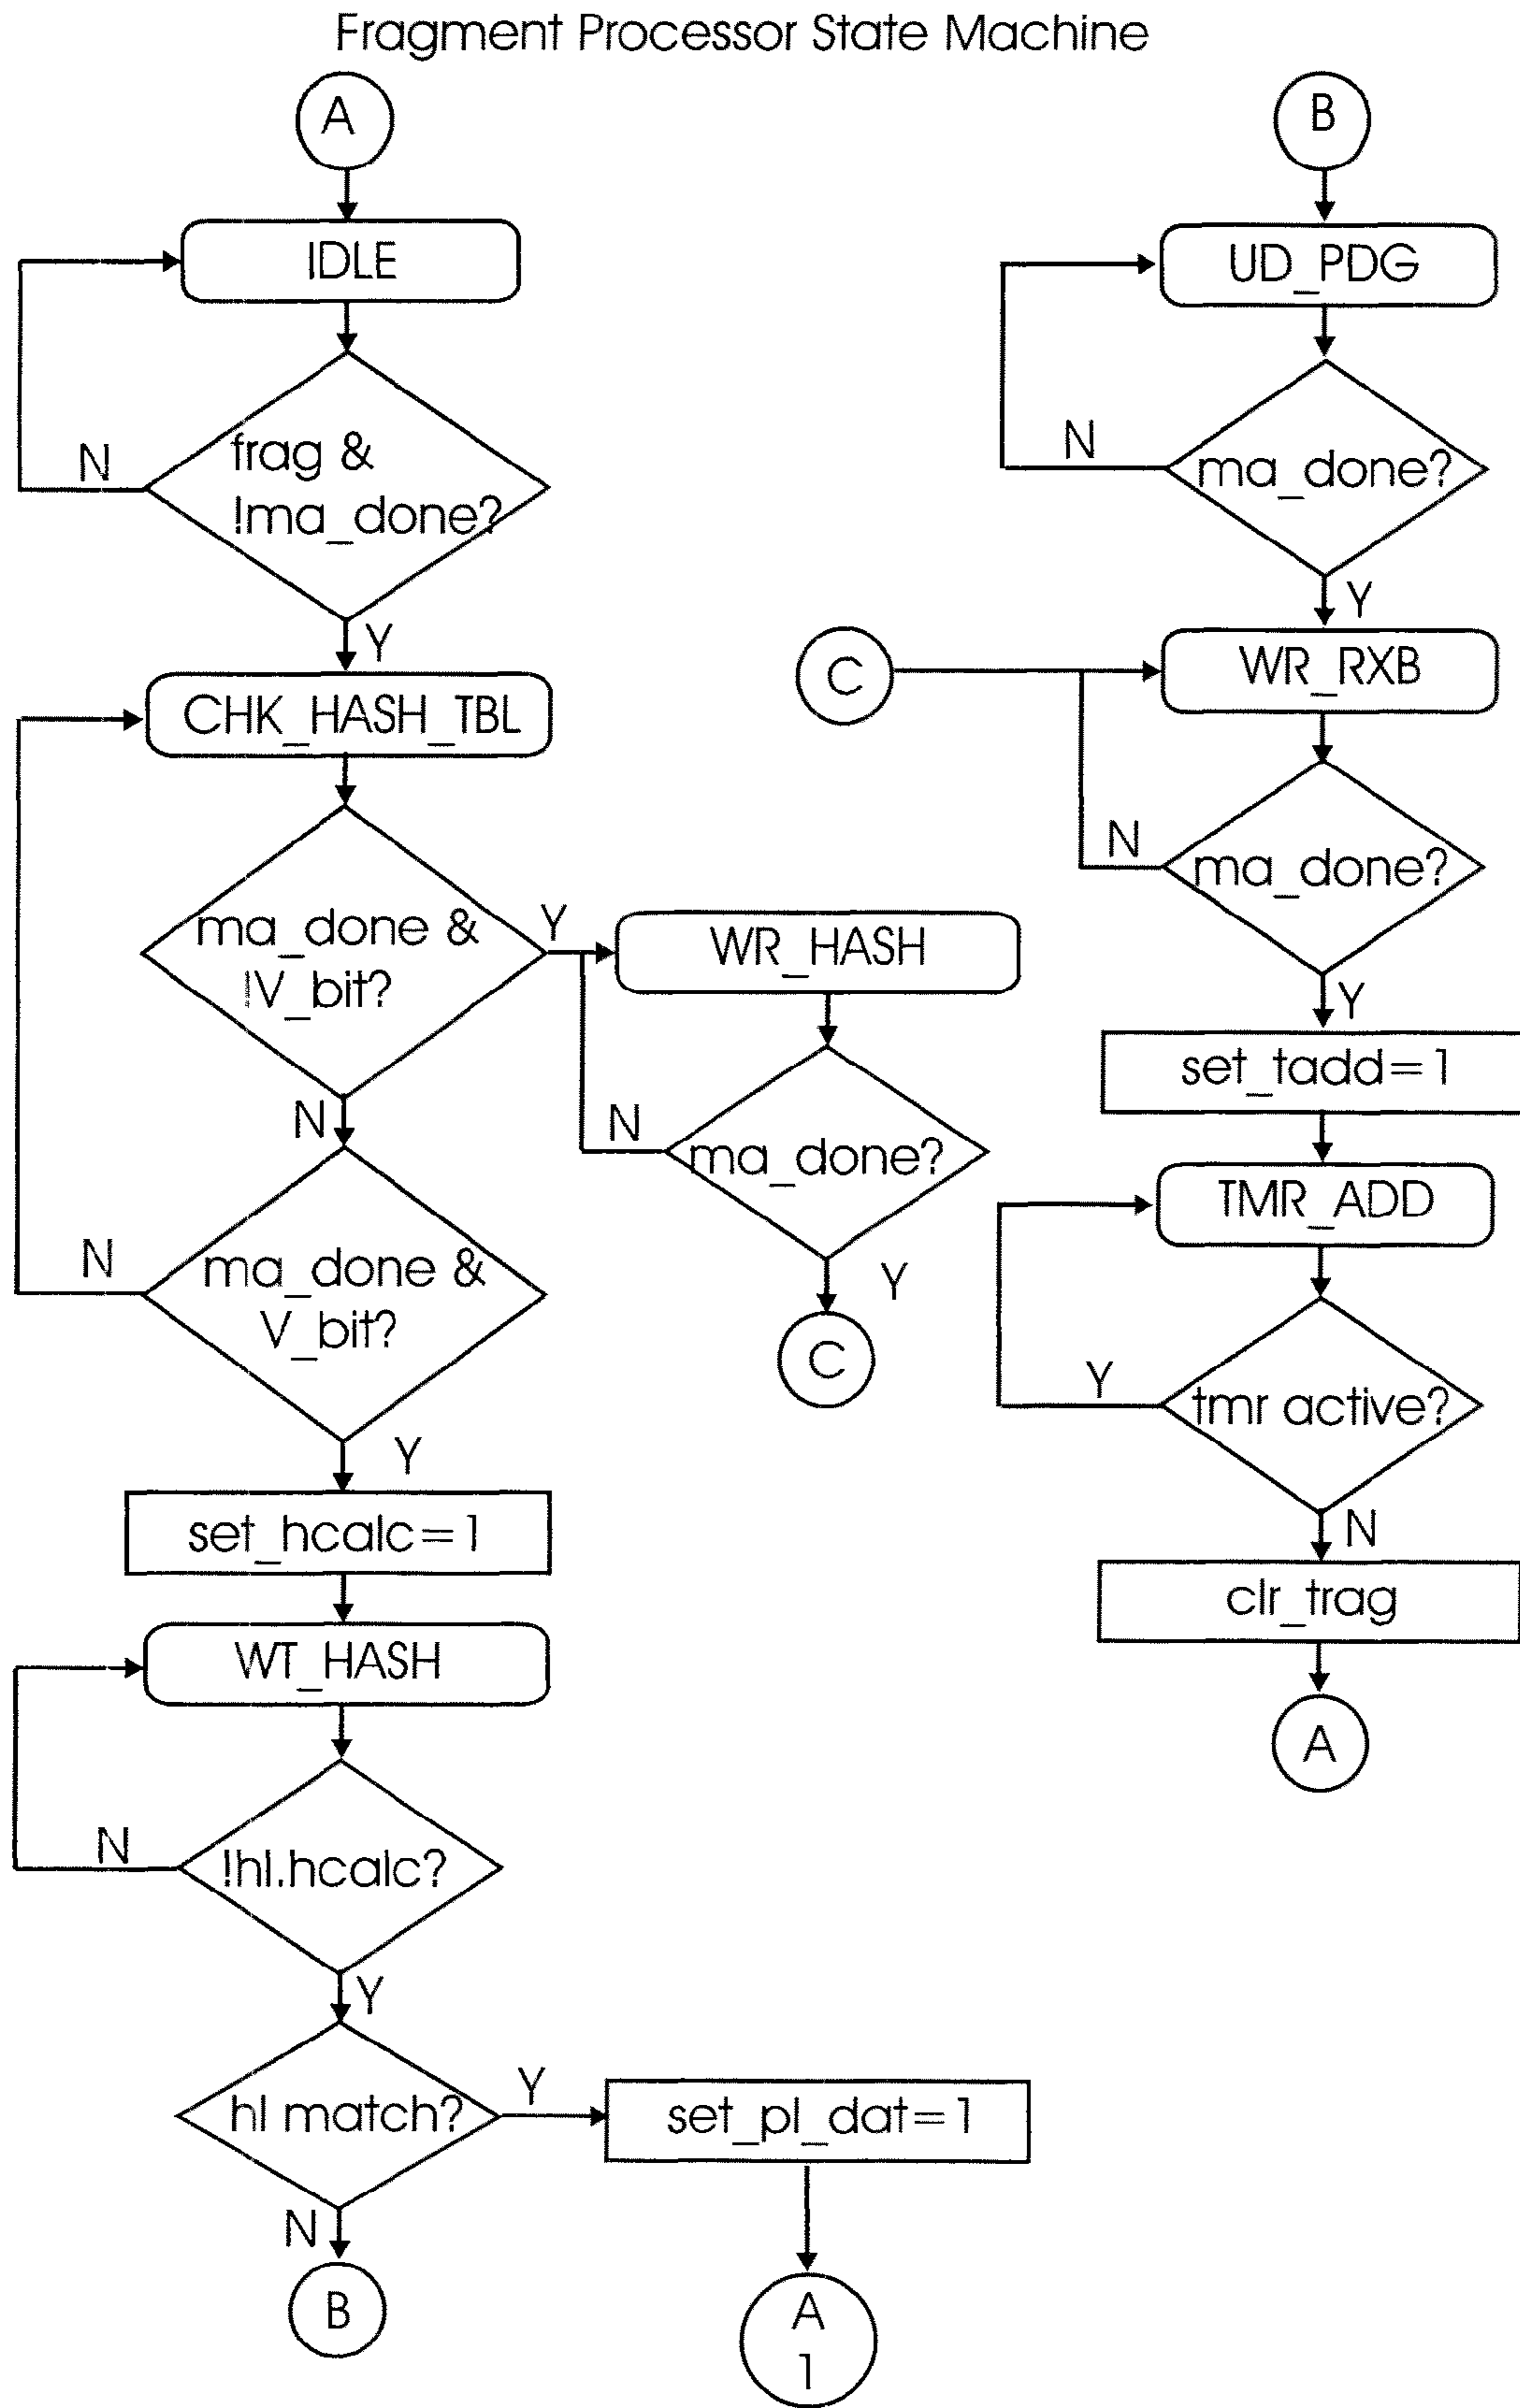 Fragment Processor State Machine
A
IDLE
frag &
!ma_done?
N
Y
CHK_HASH_TBL
ma_done &
!V_bit?
Y
N
WR_HASH
ma_done?
N
Y
C
ma_done &
V_bit?
N
Y
set_hcalc=1
WT_HASH
!hl.hcalc?
N
Y
hl match?
Y
set_pl_dat=1
A
1
N
B
B
UD_PDG
ma_done?
N
Y
C
WR_RXB
ma_done?
N
Y
set_tadd=1
TMR_ADD
tmr active?
Y
N
clr_trag
A